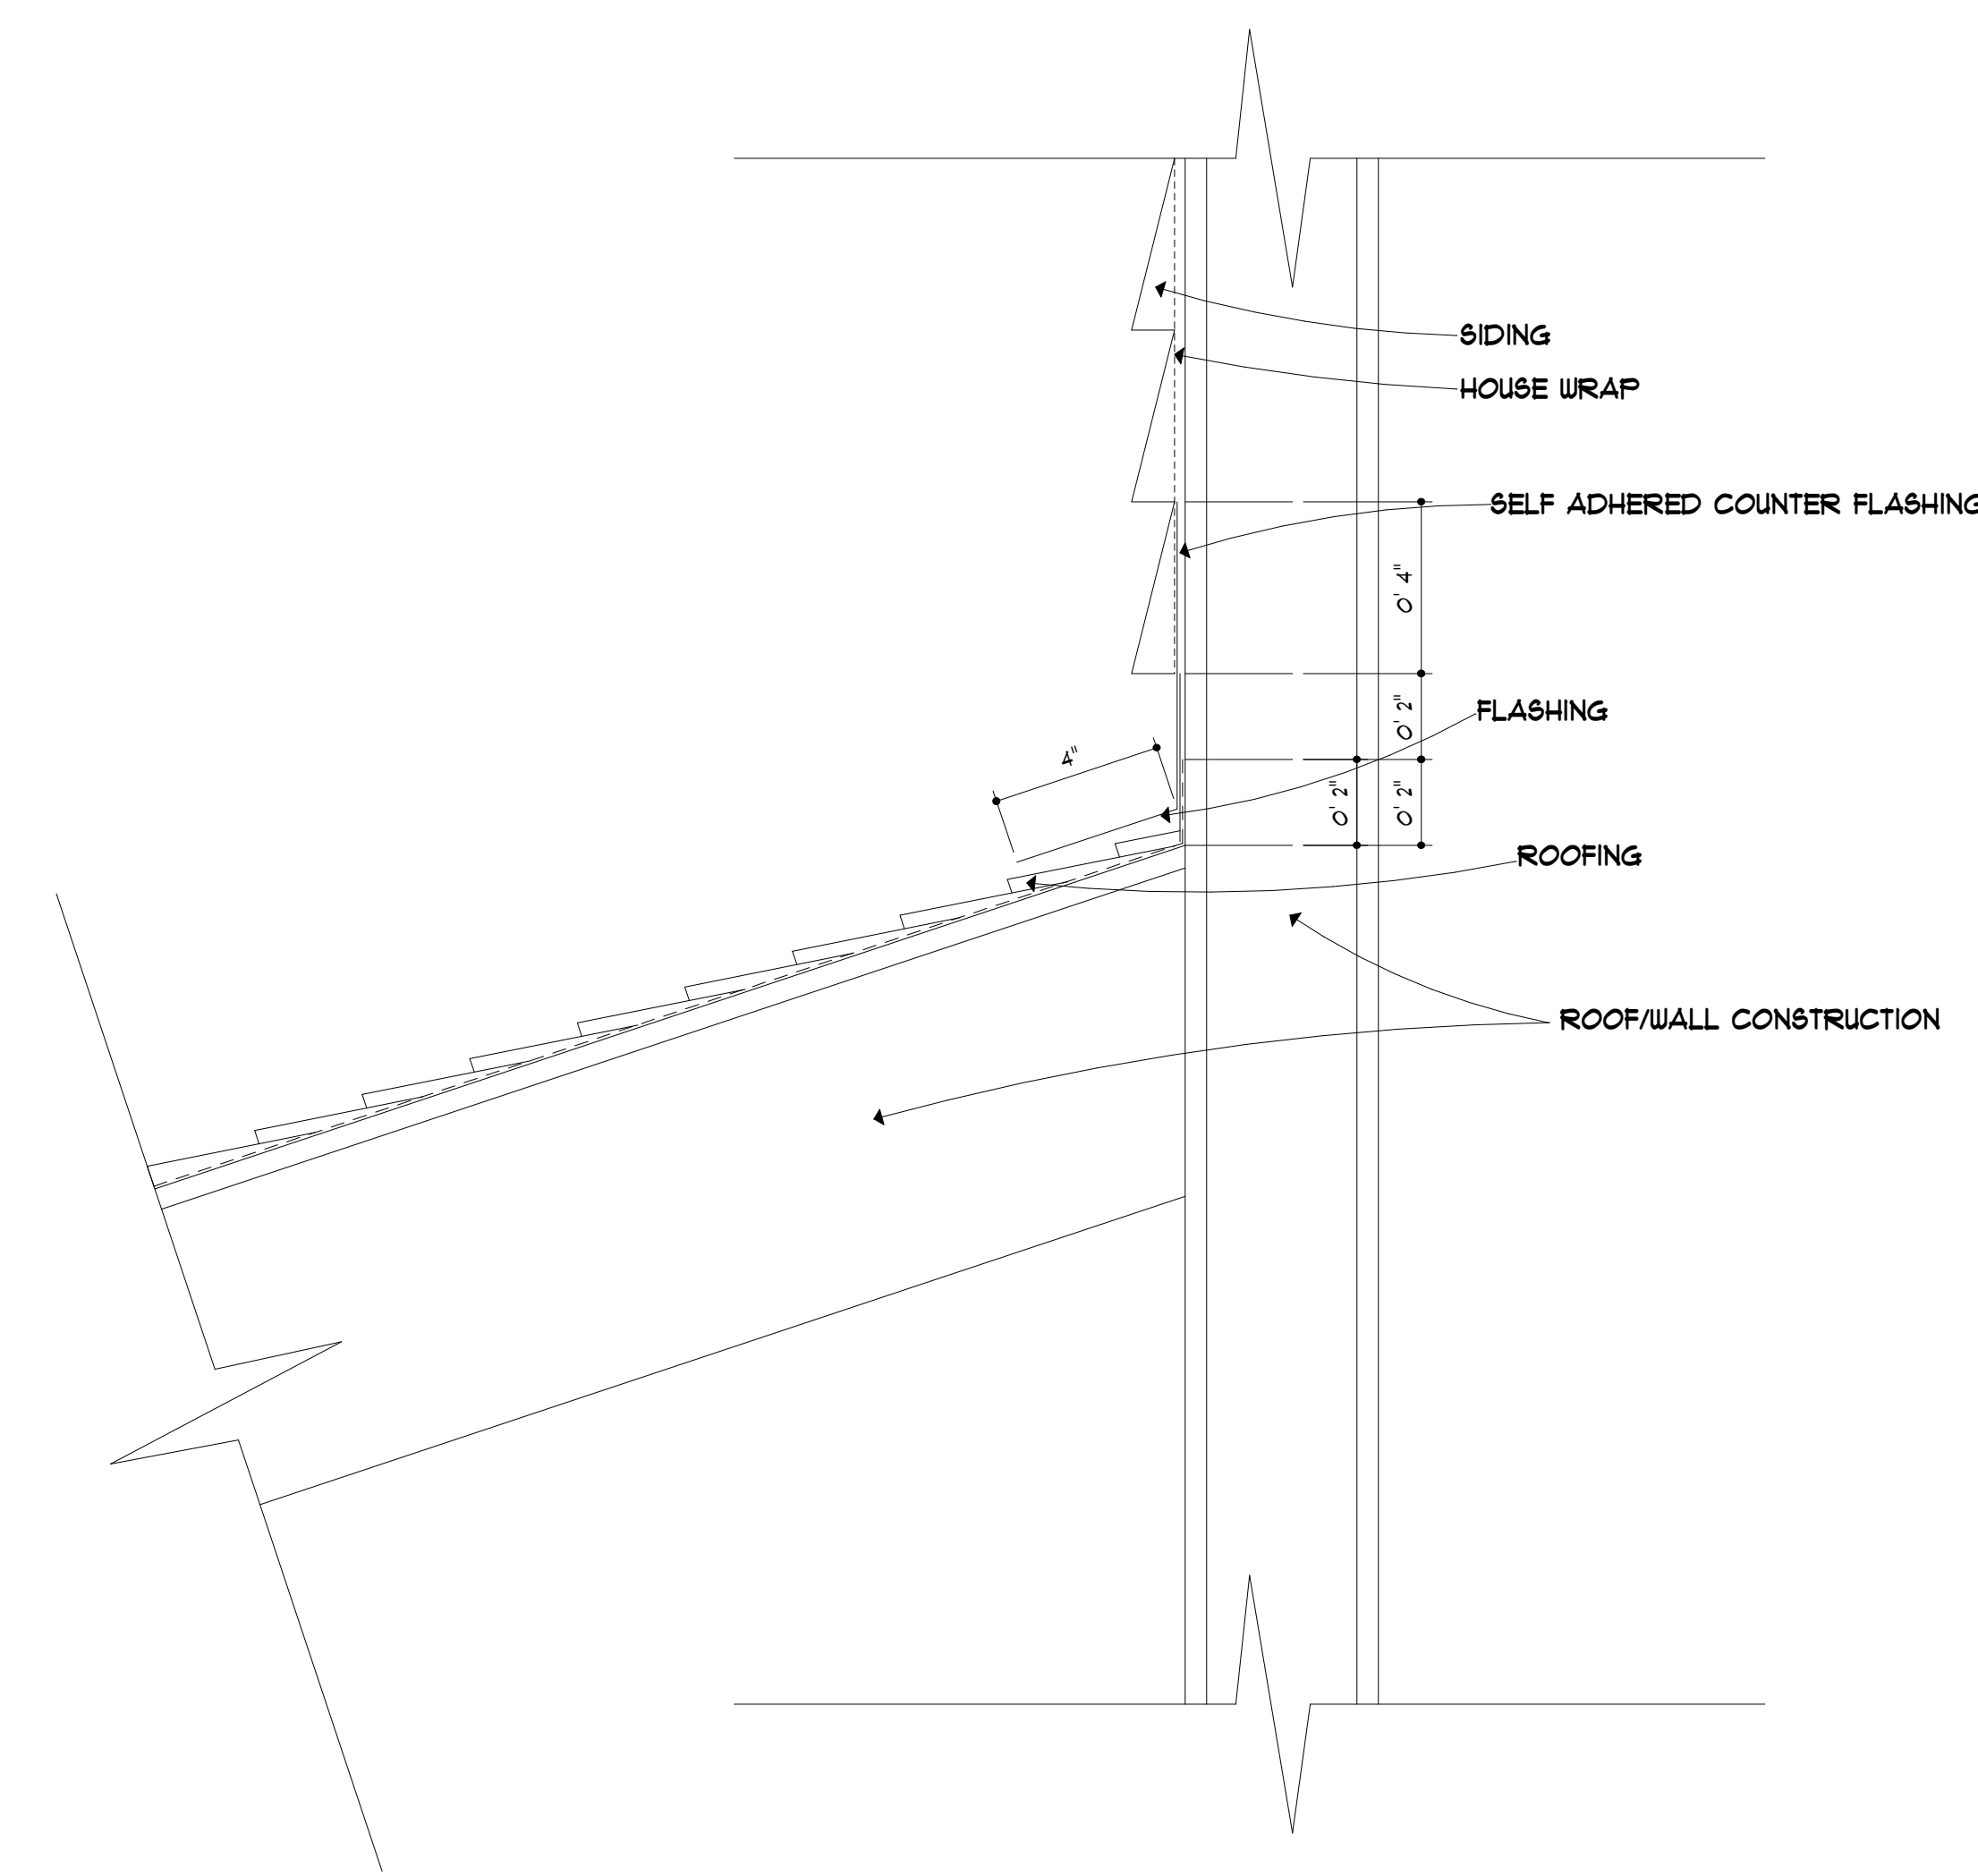 SIDING
HOUSE WRAP
SELF ADHERED COUNTER FLASHING
0' 4"
FLASHING
0' 2"
4"
0' 2"
0' 2"
ROOFING
ROOF/WALL CONSTRUCTION